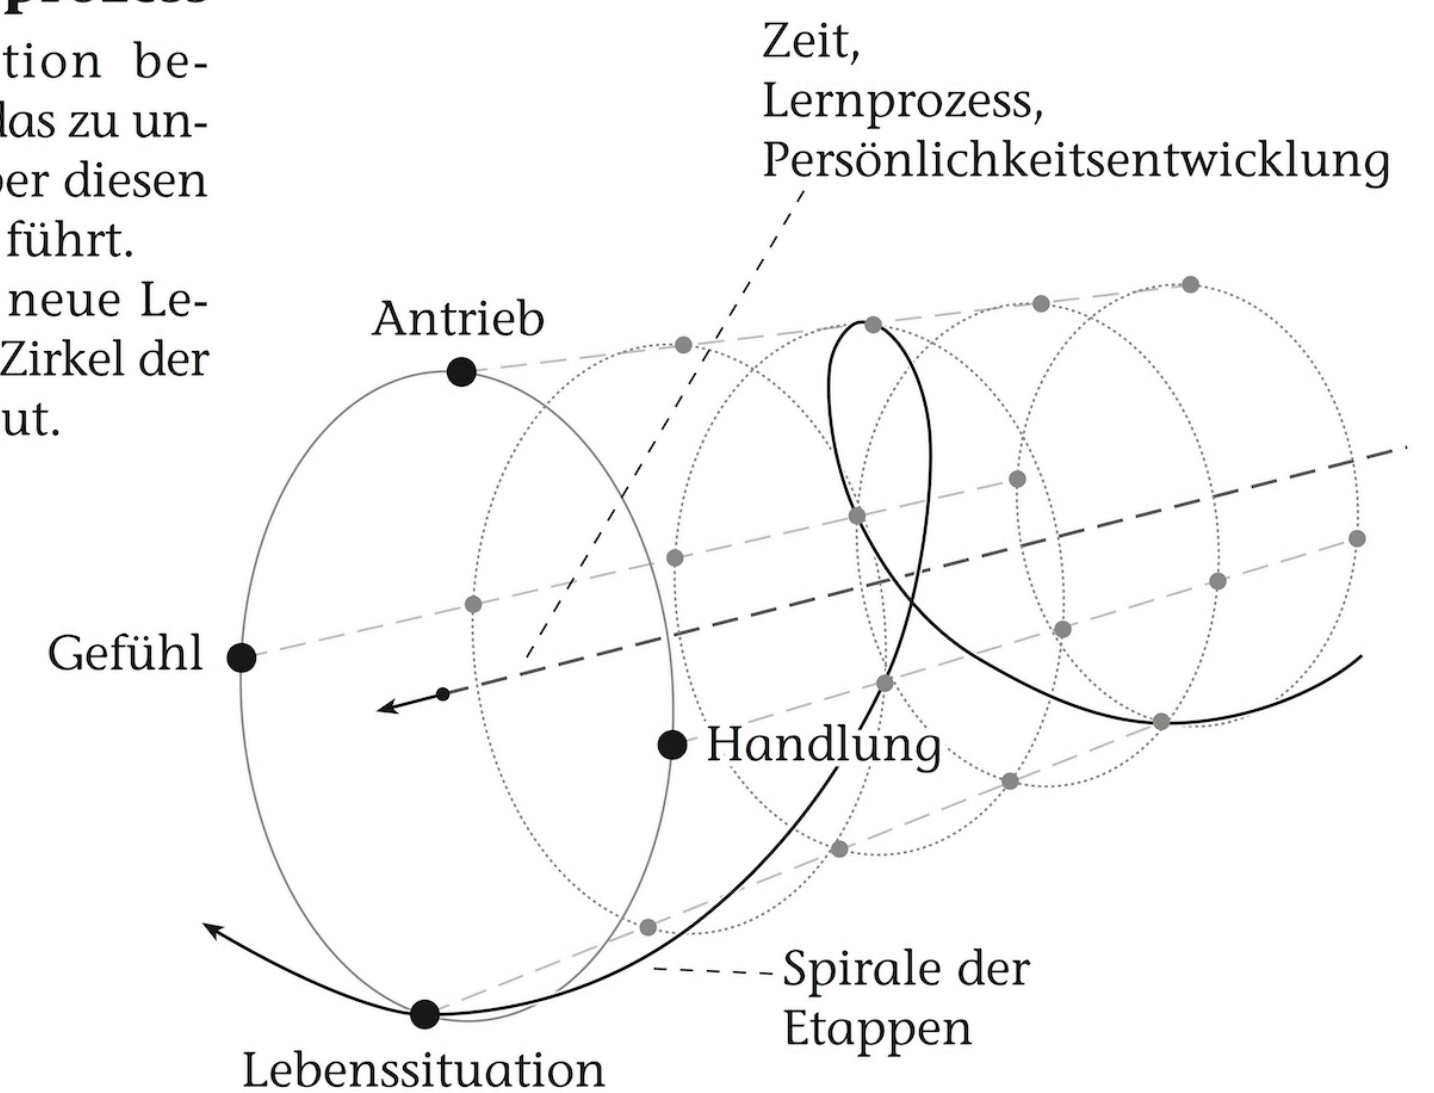 prozess
tion be-
das zu un-
diesen
führt.
neue Le-
Zirkel der
ut.
Zeit,
Lernprozess,
Persönlichkeitsentwicklung
Antrieb
Gefühl
Handlung
Spirale der
Etappen
Lebenssituation